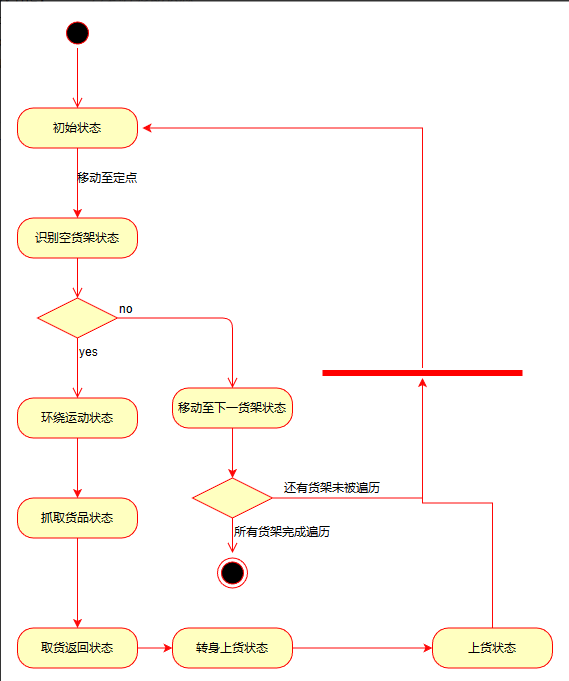 初始状态
移动至定点
识别空货架状态
no
yes
环绕运动状态
移动至下一货架状态
还有货架未被遍历
抓取货品状态
所有货架完成遍历
取货返回状态
转身上货状态
上货状态